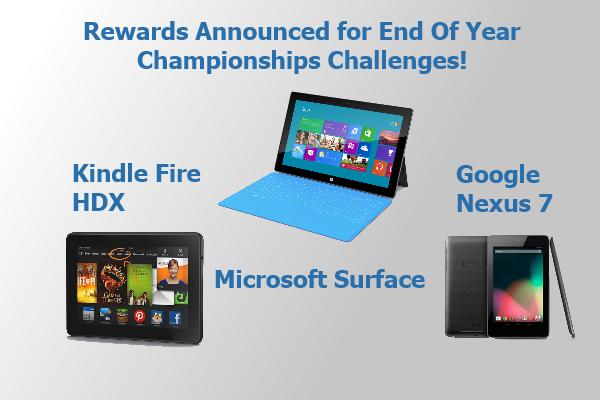 Rewards Announced for End Of Year
Championships Challenges!
Kindle Fire
HDX
Google
Nexus 7
Microsoft Surface